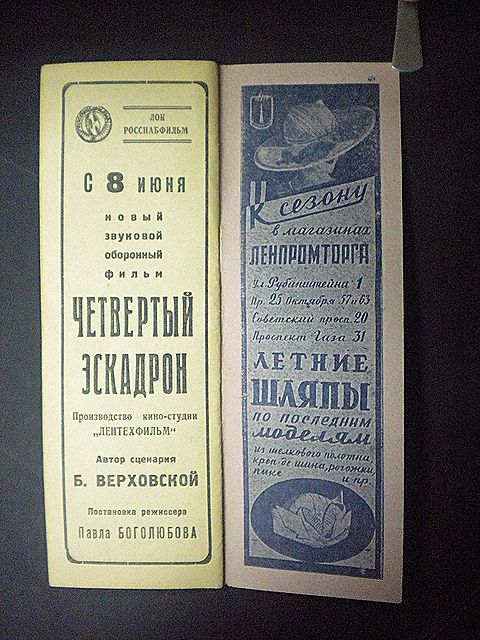 ЛОК
РОССНАБФИЛЬМ
С 8 ИЮНЯ
новый
звуковой
оборонный
фильм
ЧЕТВЕРТЫЙ
ЭСКАДРОН
Производство кино-студии
„ЛЕНТЕХФИЛЬМ“
Автор сценария
Б. ВЕРХОВСКОЙ
Постановка режиссера
Павла БОГОЛЮБОВА
К сезону
в магазинах
ЛЕНПРОМТОРГА
Ул. Рубинштейна 1
Пр. 25 Октября 57 и 63
Советский просп. 20
Проспект Газа 31
ЛЕТНИЕ
ШЛЯПЫ
по последним
моделям
из шелкового полотна,
креп-де шина, рогожки,
пике и пр.